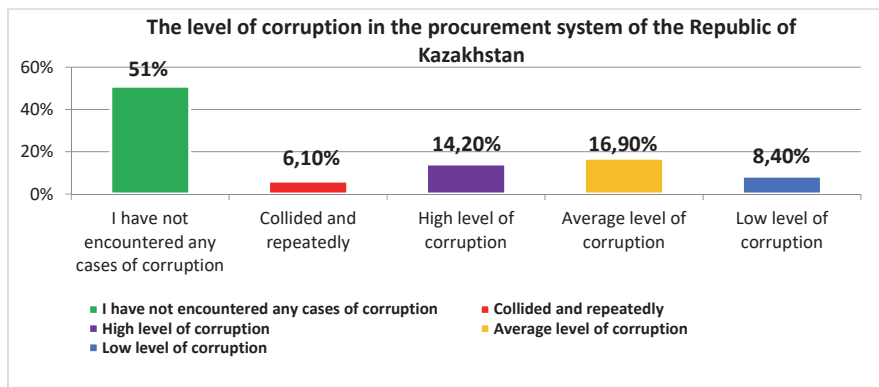 The level of corruption in the procurement system of the Republic of
Kazakhstan
60%
40%
20%
0%
51%
6,10%
14,20%
16,90%
8,40%
I have not
encountered any
cases of corruption
Collided and
repeatedly
High level of
corruption
Average level of
corruption
Low level of
corruption
I have not encountered any cases of corruption
Collided and repeatedly
High level of corruption
Average level of corruption
Low level of corruption